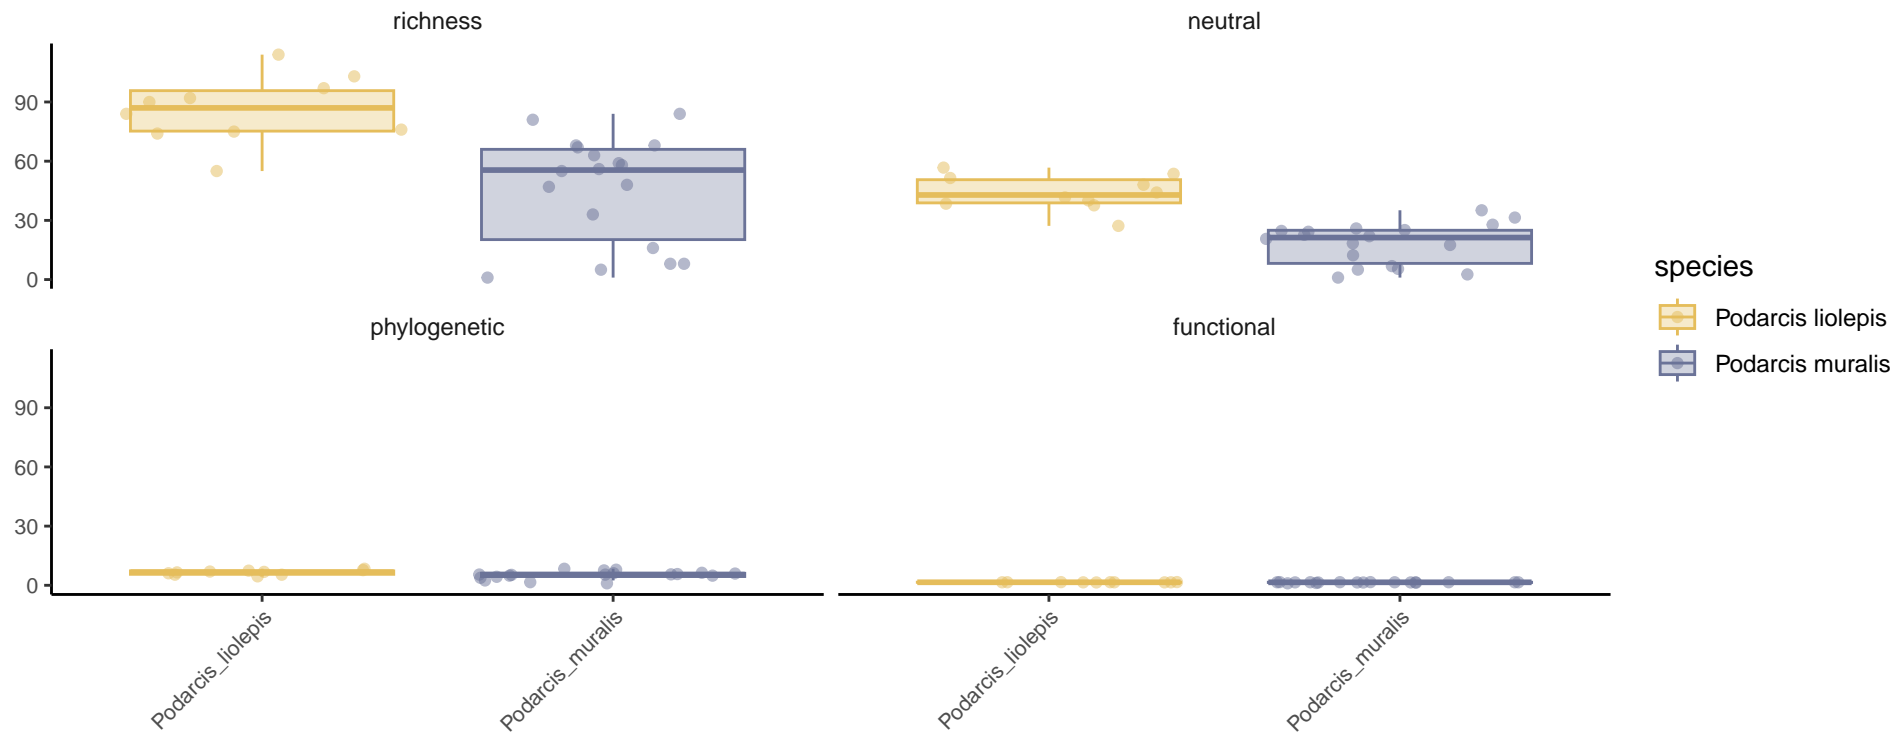 richness
neutral
90
60
30
0
phylogenetic
functional
90
60
30
0
Podarcis_liolepis
Podarcis_muralis
Podarcis_liolepis
Podarcis_muralis
species
Podarcis liolepis
Podarcis muralis